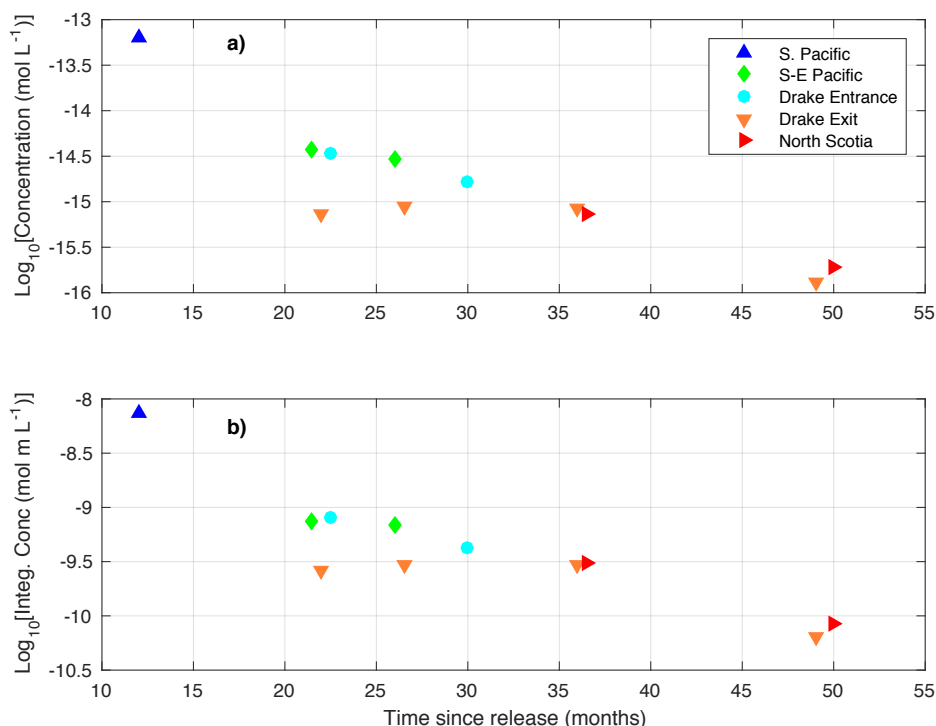 -13
-13.5
-14
-14.5
-15
-15.5
-16
Log10[Concentration (mol L-1)]
a)
S. Pacific
S-E Pacific
Drake Entrance
Drake Exit
North Scotia
10 15 20 25 30 35 40 45 50 55
-8
-8.5
-9
-9.5
-10
-10.5
Log10[Integ. Conc (mol m L-1)]
b)
10 15 20 25 30 35 40 45 50 55
Time since release (months)